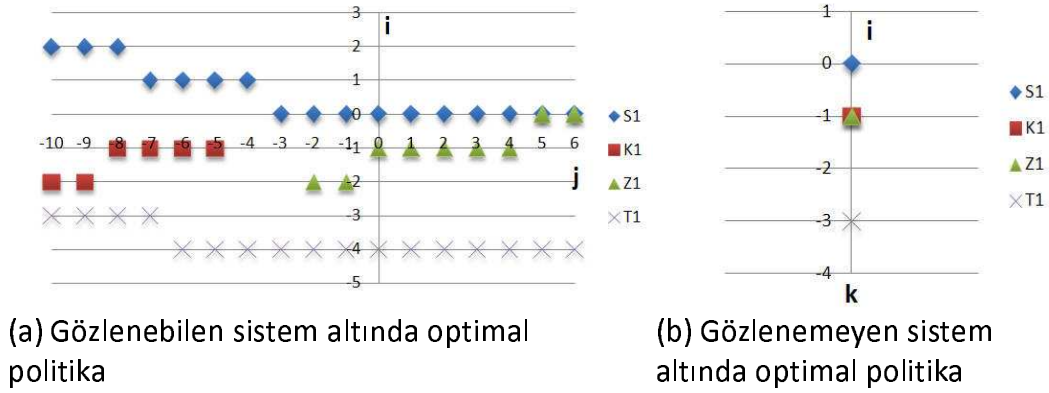 3
i
2
1
0
-10 -9 -8 -7 -6 -5 -4 -3 -2 -1 0 1 2 3 4 5 6
-1
-2
j
-3
-4
-5
S1
K1
Z1
T1
(a) Gözlenebilen sistem altında optimal
politika
1
i
0
-1
-2
-3
-4
k
S1
K1
Z1
T1
(b) Gözlenemeyen sistem
altında optimal politika